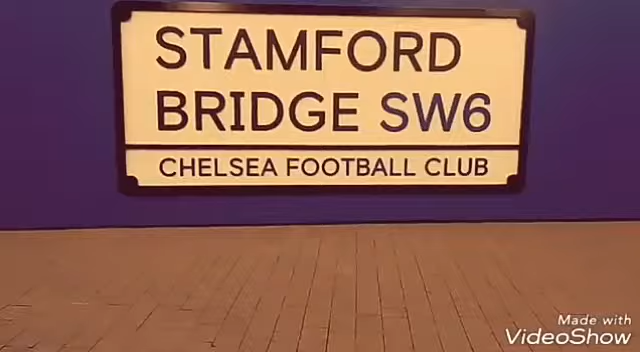 STAMFORD
BRIDGE SW6
CHELSEA FOOTBALL CLUB
Made with
VideoShow